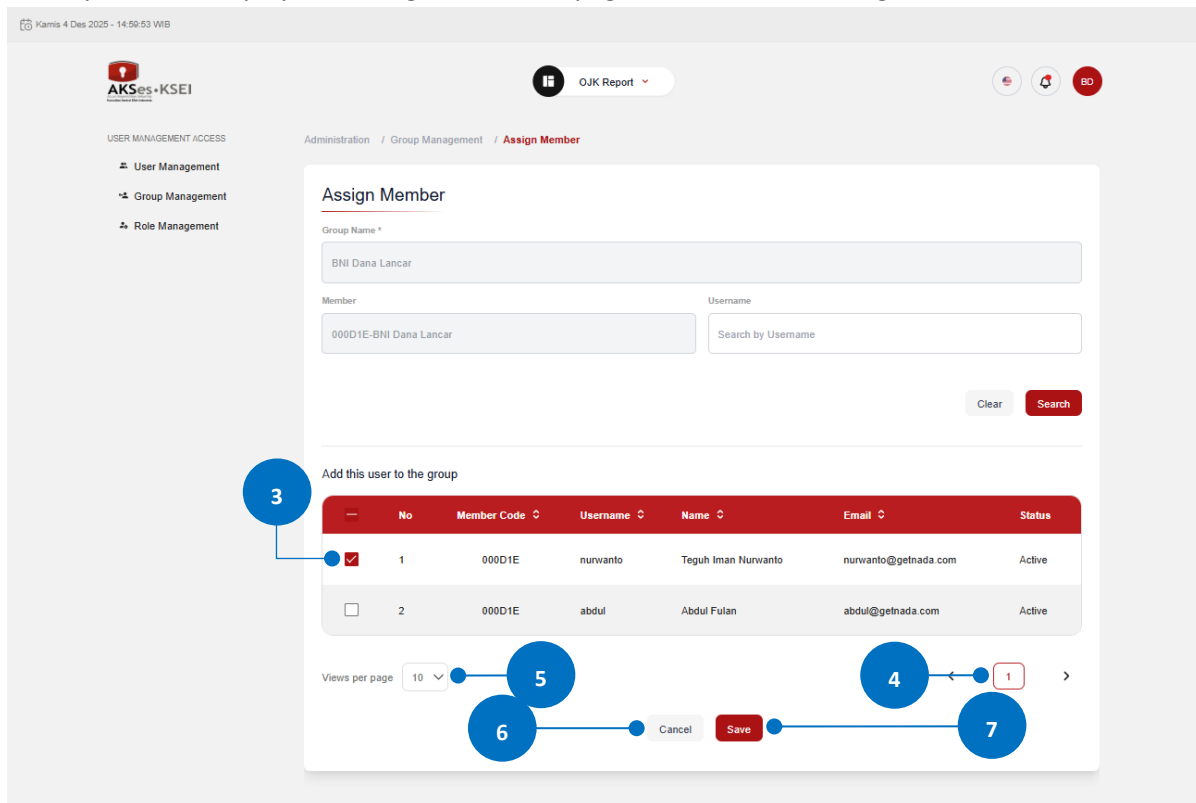 Kamis 4 Des 2025 - 14:59:53 WIB
AKSes•KSEI
OJK Report
BD
USER MANAGEMENT ACCESS
User Management
Group Management
Role Management
Administration / Group Management / Assign Member
Assign Member
Group Name *
BNI Dana Lancar
Member Username
000D1E-BNI Dana Lancar Search by Username
Clear Search
Add this user to the group
3
No Member Code Username Name Email Status
1 000D1E nurwanto Teguh Iman Nurwanto nurwanto@getnada.com Active
2 000D1E abdul Abdul Fulan abdul@getnada.com Active
Views per page 10 5 4 1
6 Cancel Save 7